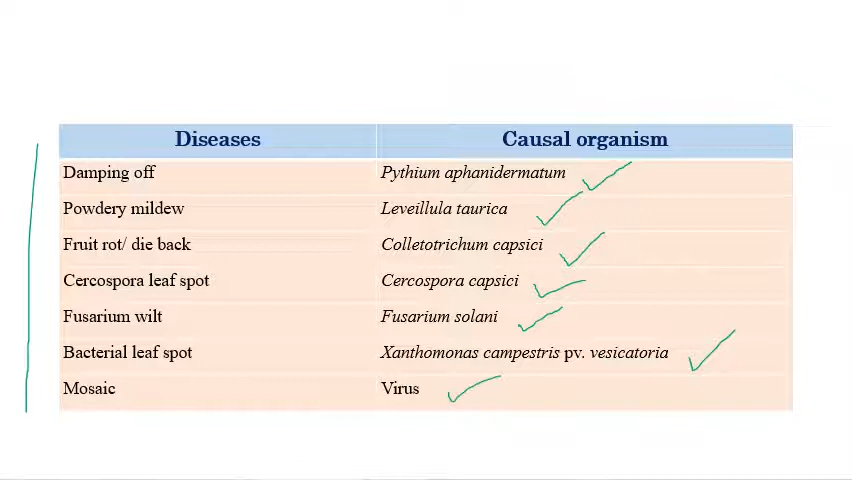 Diseases Causal organism
Damping off Pythium aphanidermatum
Powdery mildew Leveillula taurica
Fruit rot/ die back Colletotrichum capsici
Cercospora leaf spot Cercospora capsici
Fusarium wilt Fusarium solani
Bacterial leaf spot Xanthomonas campestris pv. vesicatoria
Mosaic Virus